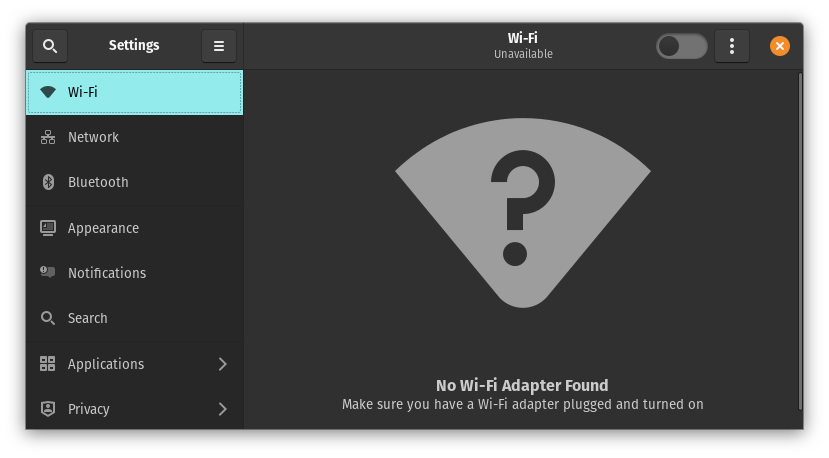 Settings
Wi-Fi
Unavailable
Wi-Fi
Network
Bluetooth
Appearance
Notifications
Search
Applications
Privacy
No Wi-Fi Adapter Found
Make sure you have a Wi-Fi adapter plugged and turned on